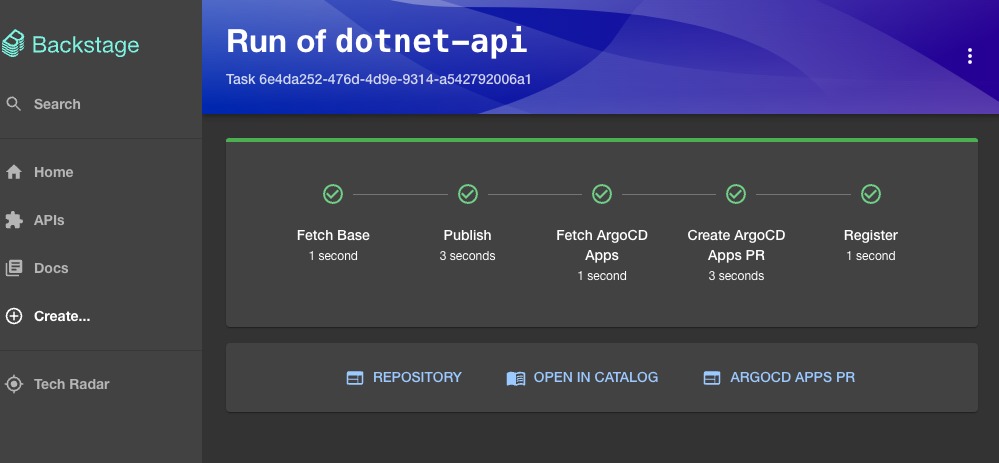 Backstage
Search
Home
APIs
Docs
Create...
Tech Radar
Run of dotnet-api
Task 6e4da252-476d-4d9e-9314-a542792006a1
Fetch Base
1 second
Publish
3 seconds
Fetch ArgoCD
Apps
1 second
Create ArgoCD
Apps PR
3 seconds
Register
1 second
REPOSITORY
OPEN IN CATALOG
ARGOCD APPS PR